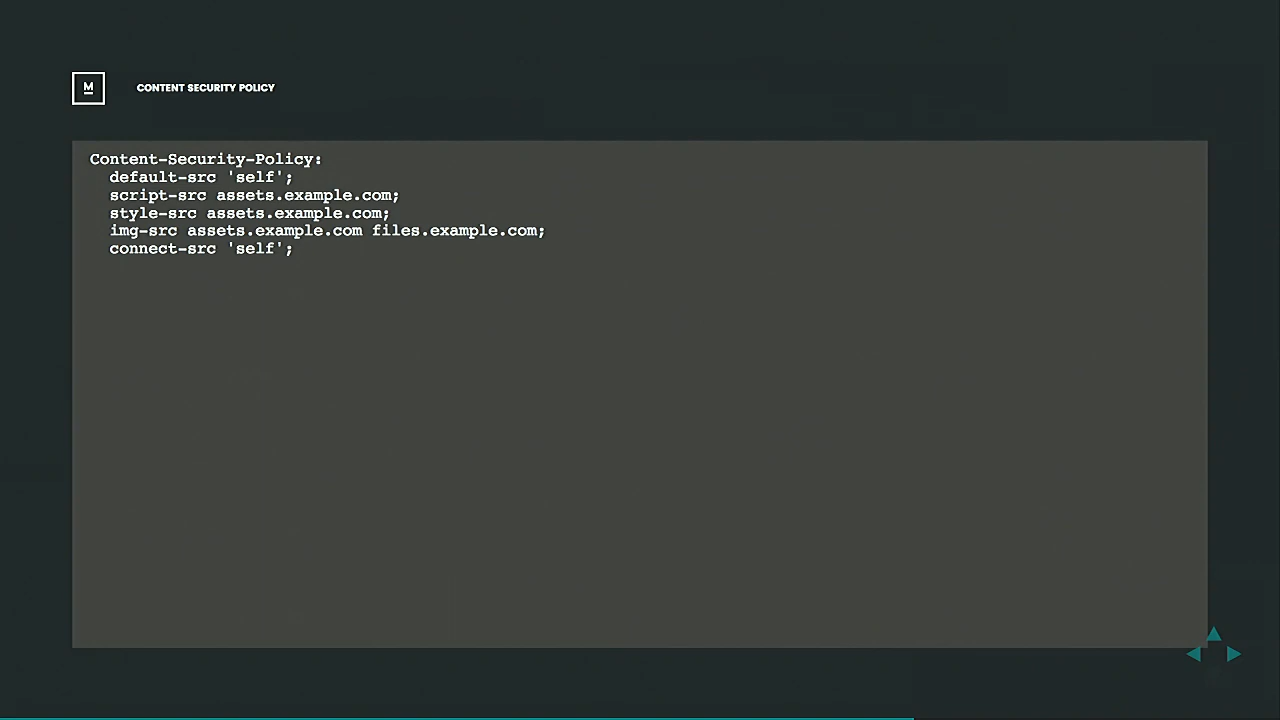 M
CONTENT SECURITY POLICY
Content-Security-Policy:
default-src 'self';
script-src assets.example.com;
style-src assets.example.com;
img-src assets.example.com files.example.com;
connect-src 'self';